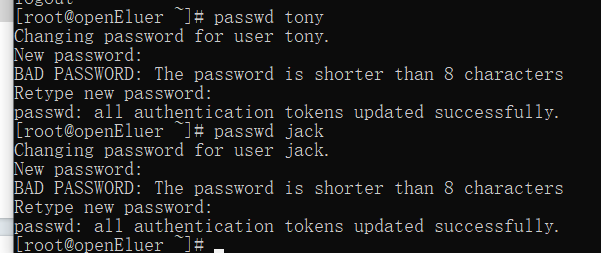 logout
[root@openEluer ~]# passwd tony
Changing password for user tony.
New password:
BAD PASSWORD: The password is shorter than 8 characters
Retype new password:
passwd: all authentication tokens updated successfully.
[root@openEluer ~]# passwd jack
Changing password for user jack.
New password:
BAD PASSWORD: The password is shorter than 8 characters
Retype new password:
passwd: all authentication tokens updated successfully.
[root@openEluer ~]#